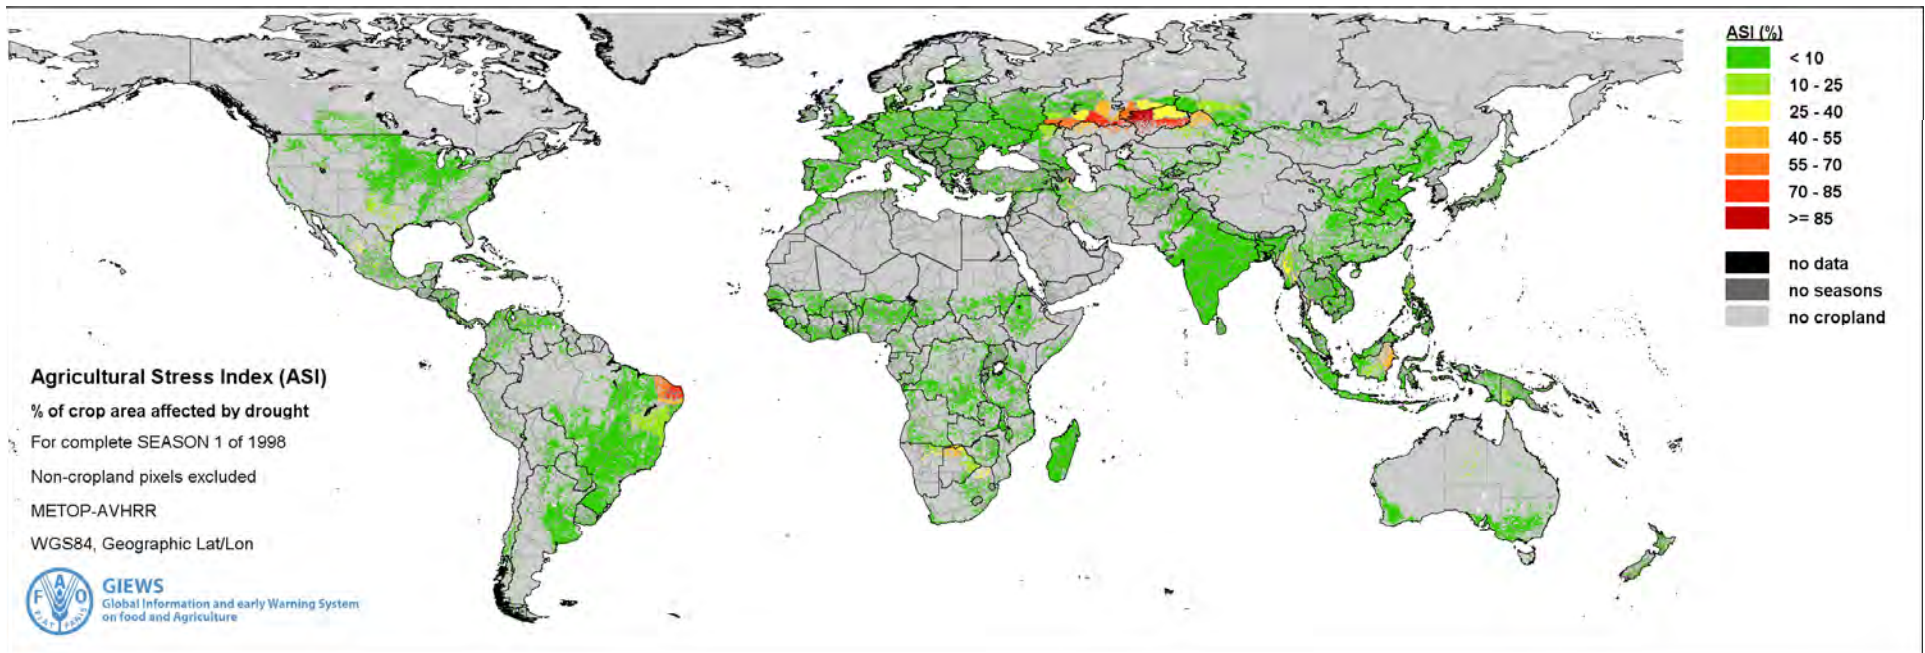 ASI (%)
< 10
10 - 25
25 - 40
40 - 55
55 - 70
70 - 85
>= 85
no data
no seasons
no cropland
Agricultural Stress Index (ASI)
% of crop area affected by drought
For complete SEASON 1 of 1998
Non-cropland pixels excluded
METOP-AVHRR
WGS84, Geographic Lat/Lon
F A O
FIAT PANIS
GIEWS
Global Information and early Warning System
on food and Agriculture